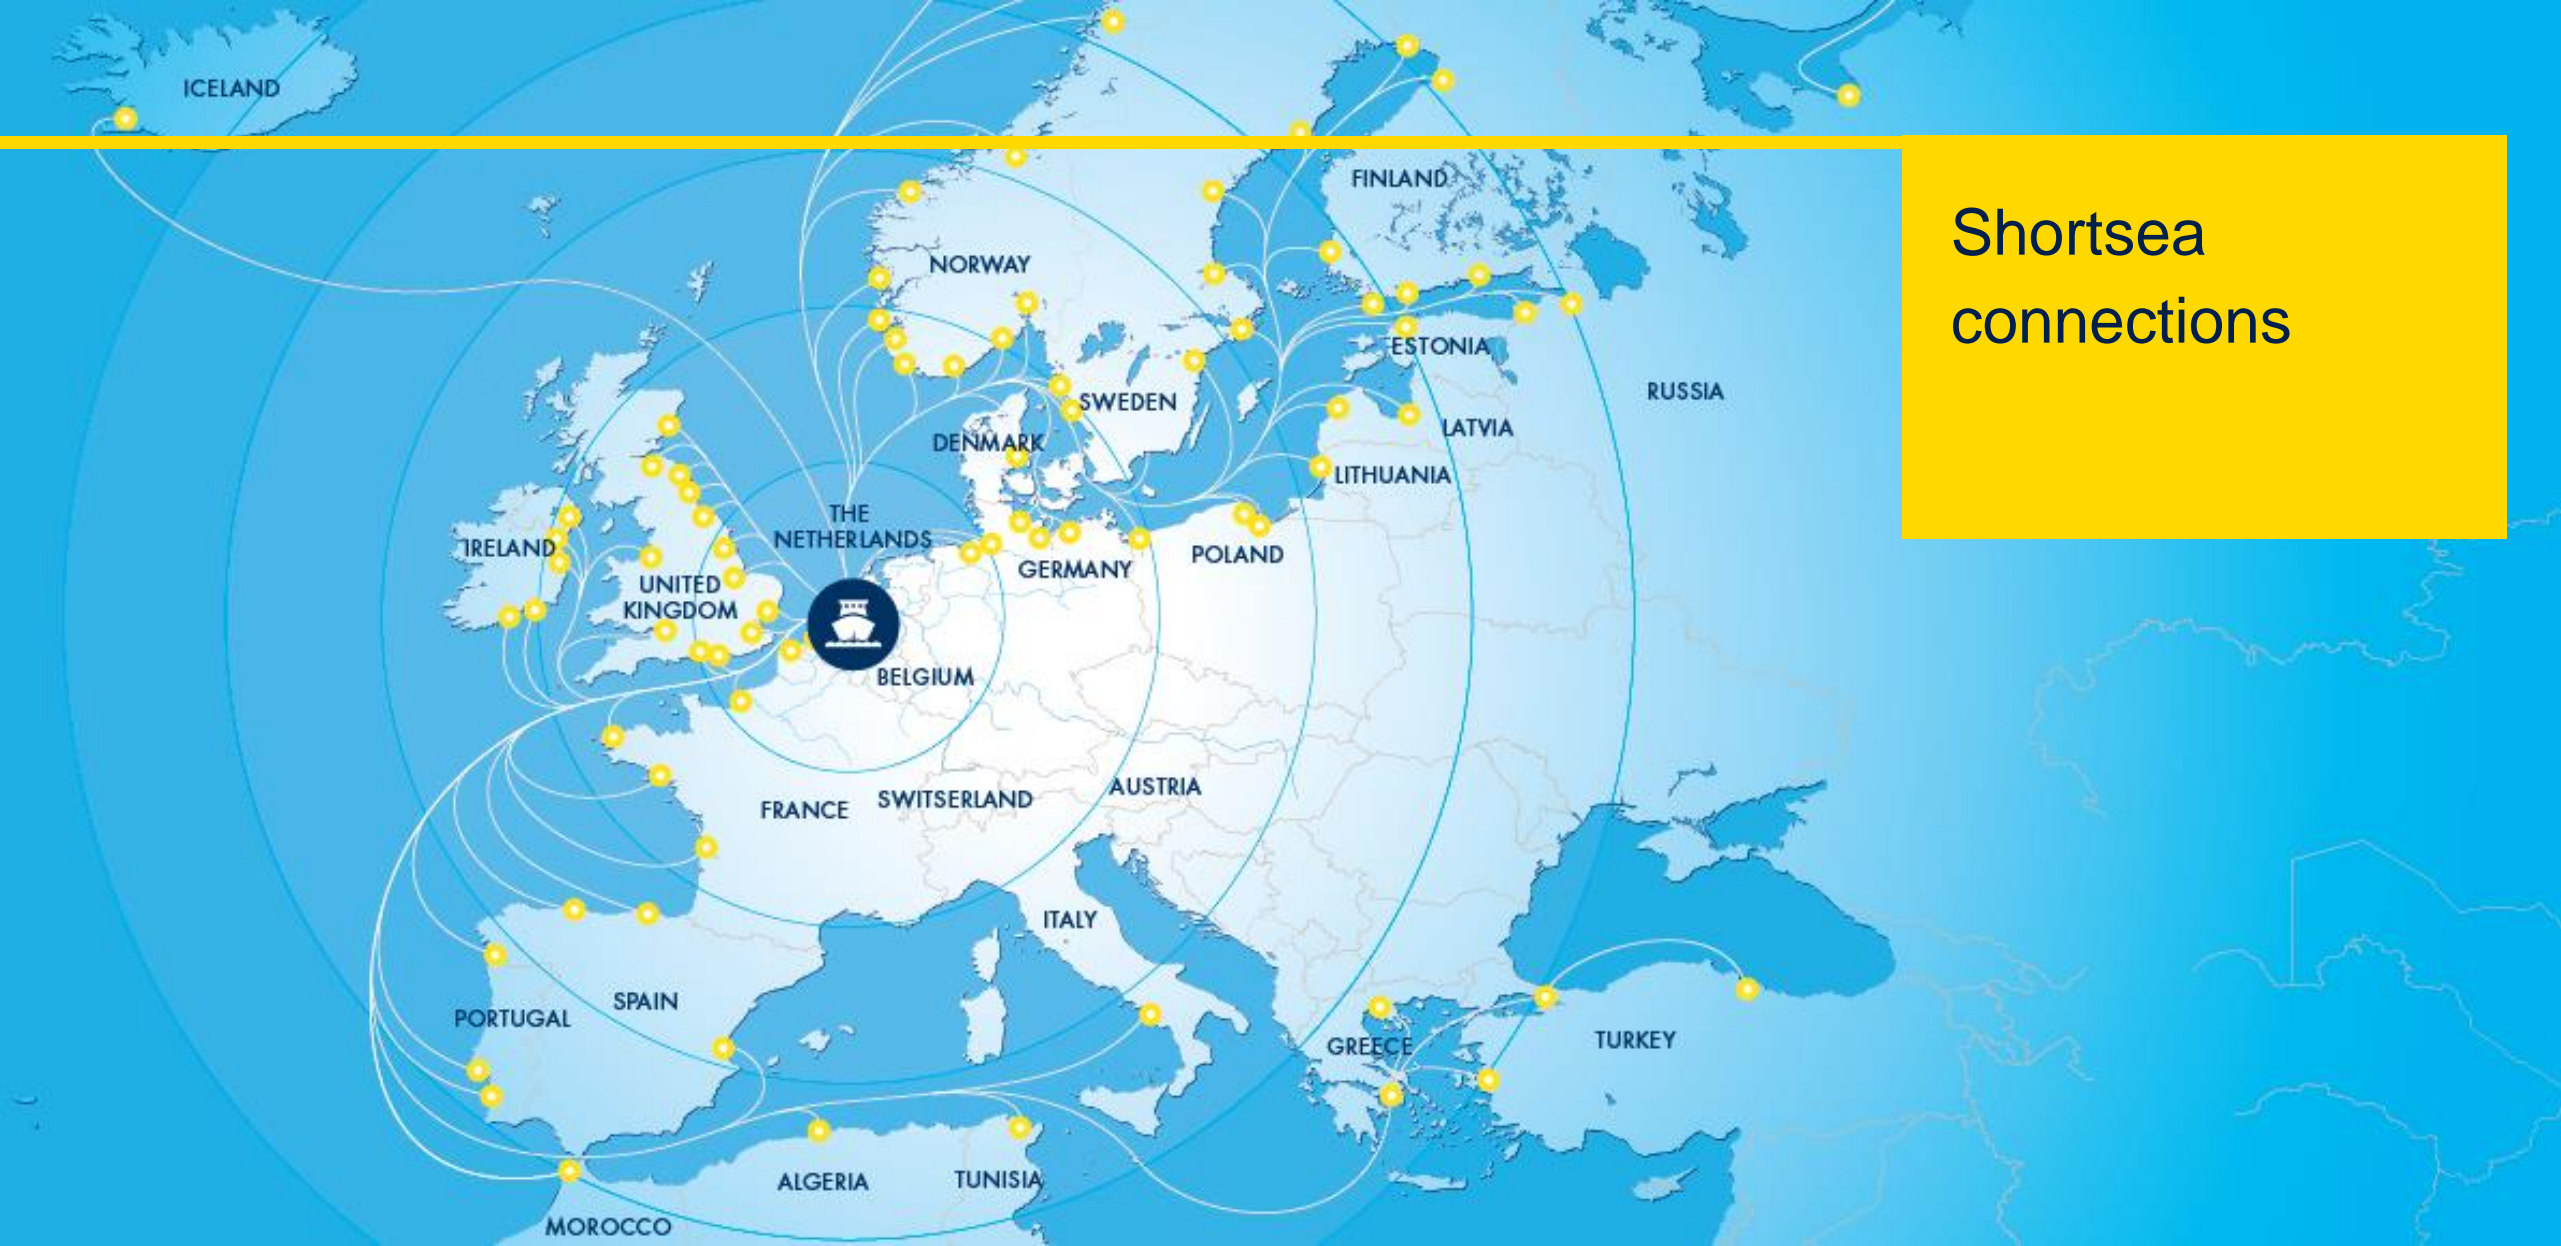 ICELAND
FINLAND
Shortsea
connections
NORWAY
ESTONIA
RUSSIA
SWEDEN
LATVIA
DENMARK
LITHUANIA
THE
NETHERLANDS
IRELAND
POLAND
GERMANY
UNITED
KINGDOM
BELGIUM
AUSTRIA
SWITSERLAND
FRANCE
ITALY
SPAIN
PORTUGAL
TURKEY
GREECE
TUNISIA
ALGERIA
MOROCCO